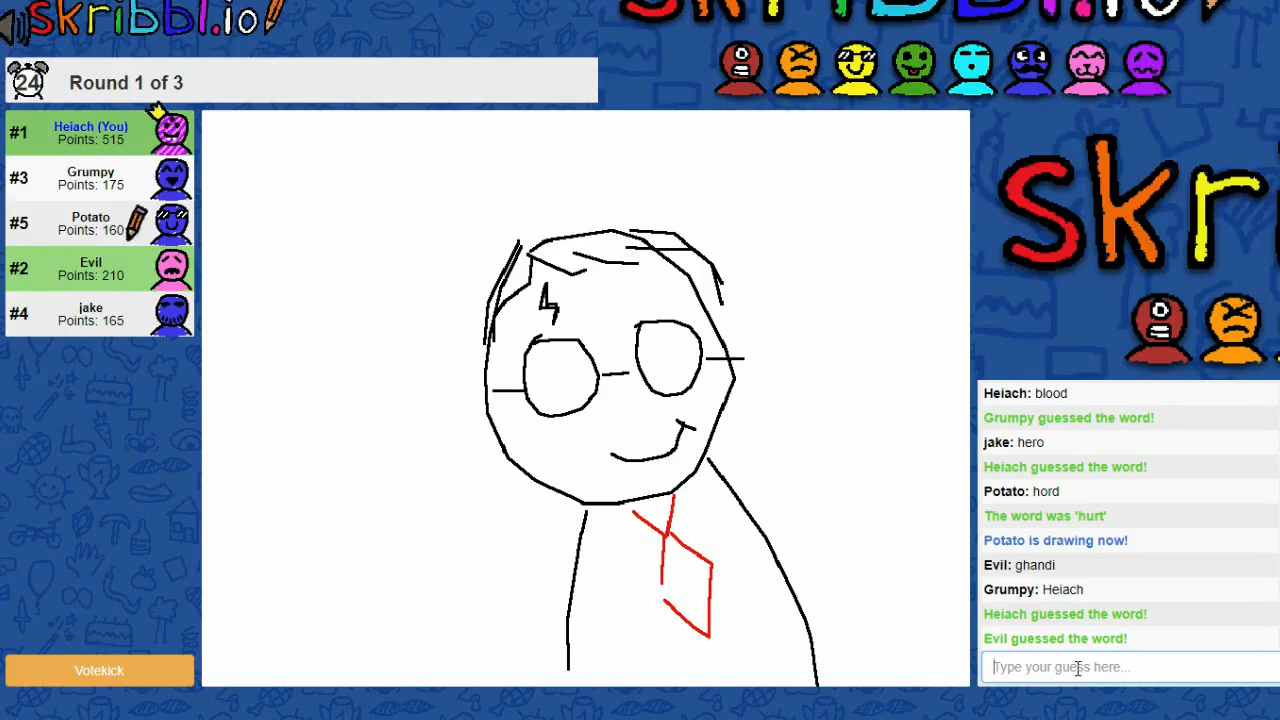 skribbl.io
skribbl.io
24
Round 1 of 3
#1
Heiach (You)
Points: 515
#3
Grumpy
Points: 175
#5
Potato
Points: 160
#2
Evil
Points: 210
#4
jake
Points: 165
skr
Heiach: blood
Grumpy guessed the word!
jake: hero
Heiach guessed the word!
Potato: hord
The word was 'hurt'
Potato is drawing now!
Evil: ghandi
Grumpy: Heiach
Heiach guessed the word!
Evil guessed the word!
Type your guess here...
Votekick